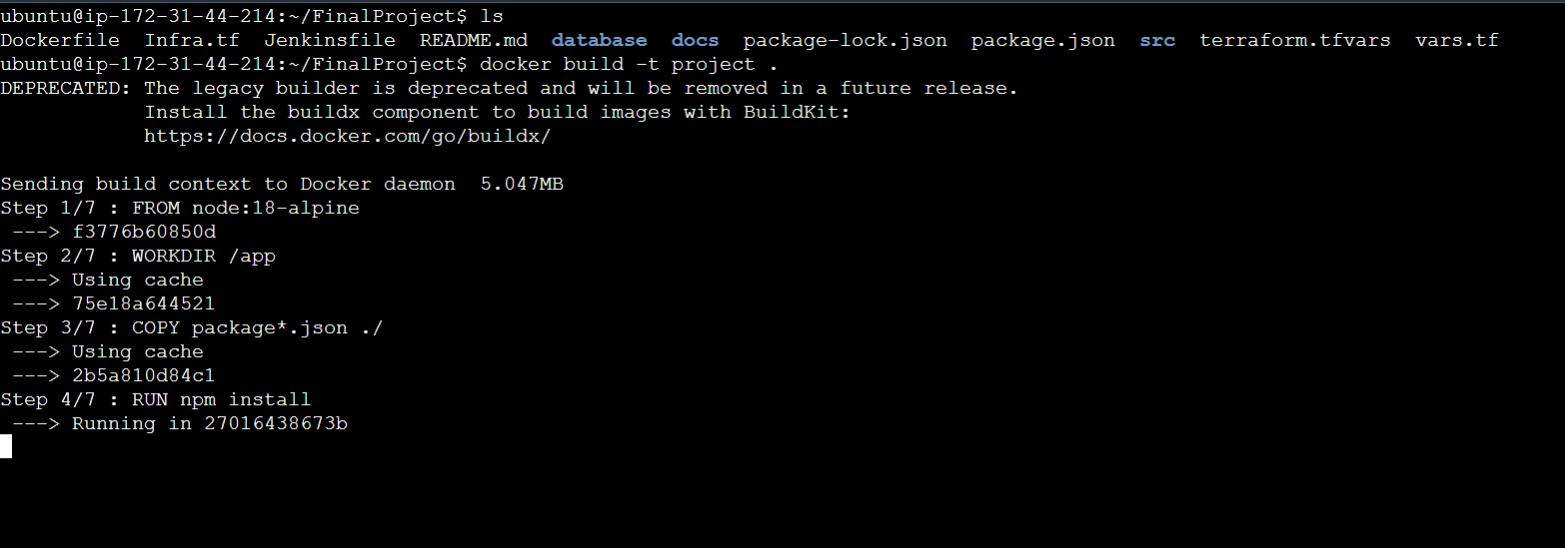 ubuntu@ip-172-31-44-214:~/FinalProject$ ls
Dockerfile  Infra.tf  Jenkinsfile  README.md  database  docs  package-lock.json  package.json  src  terraform.tfvars  vars.tf
ubuntu@ip-172-31-44-214:~/FinalProject$ docker build -t project .
DEPRECATED: The legacy builder is deprecated and will be removed in a future release.
            Install the buildx component to build images with BuildKit:
            https://docs.docker.com/go/buildx/
Sending build context to Docker daemon  5.047MB
Step 1/7 : FROM node:18-alpine
 ---> f3776b60850d
Step 2/7 : WORKDIR /app
 ---> Using cache
 ---> 75e18a644521
Step 3/7 : COPY package*.json ./
 ---> Using cache
 ---> 2b5a810d84c1
Step 4/7 : RUN npm install
 ---> Running in 27016438673b